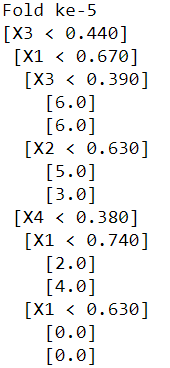 Fold ke-5
[X3 < 0.440]
 [X1 < 0.670]
  [X3 < 0.390]
    [6.0]
    [6.0]
  [X2 < 0.630]
    [5.0]
    [3.0]
 [X4 < 0.380]
  [X1 < 0.740]
    [2.0]
    [4.0]
  [X1 < 0.630]
    [0.0]
    [0.0]